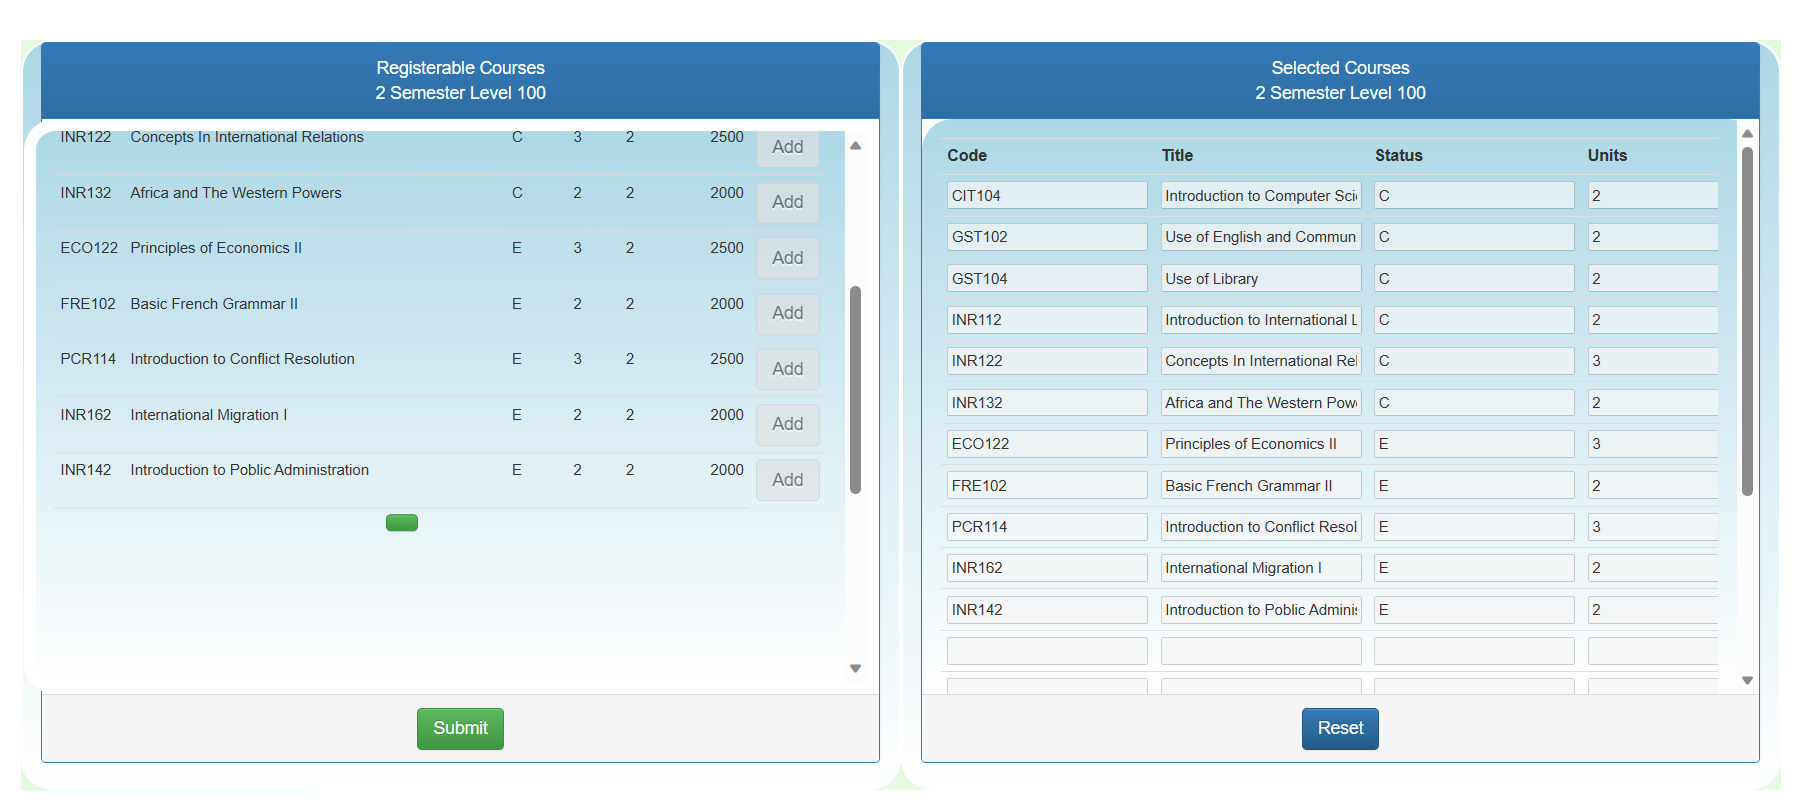 Registerable Courses
2 Semester Level 100
INR122 Concepts In International Relations C 3 2 2500 Add
INR132 Africa and The Western Powers C 2 2 2000 Add
ECO122 Principles of Economics II E 3 2 2500 Add
FRE102 Basic French Grammar II E 2 2 2000 Add
PCR114 Introduction to Conflict Resolution E 3 2 2500 Add
INR162 International Migration I E 2 2 2000 Add
INR142 Introduction to Poblic Administration E 2 2 2000 Add
Submit
Selected Courses
2 Semester Level 100
Code Title Status Units
CIT104 Introduction to Computer Sci C 2
GST102 Use of English and Commun C 2
GST104 Use of Library C 2
INR112 Introduction to International L C 2
INR122 Concepts In International Rel C 3
INR132 Africa and The Western Pow C 2
ECO122 Principles of Economics II E 3
FRE102 Basic French Grammar II E 2
PCR114 Introduction to Conflict Resol E 3
INR162 International Migration I E 2
INR142 Introduction to Poblic Adminis E 2
Reset